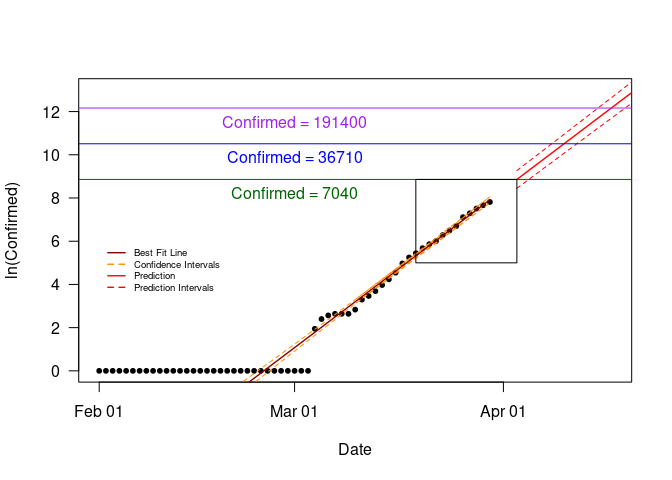 12
Confirmed = 191400
Confirmed = 36710
10
Confirmed = 7040
8
ln(Confirmed)
6
Best Fit Line
Confidence Intervals
Prediction
Prediction Intervals
4
2
0
Feb 01
Mar 01
Apr 01
Date